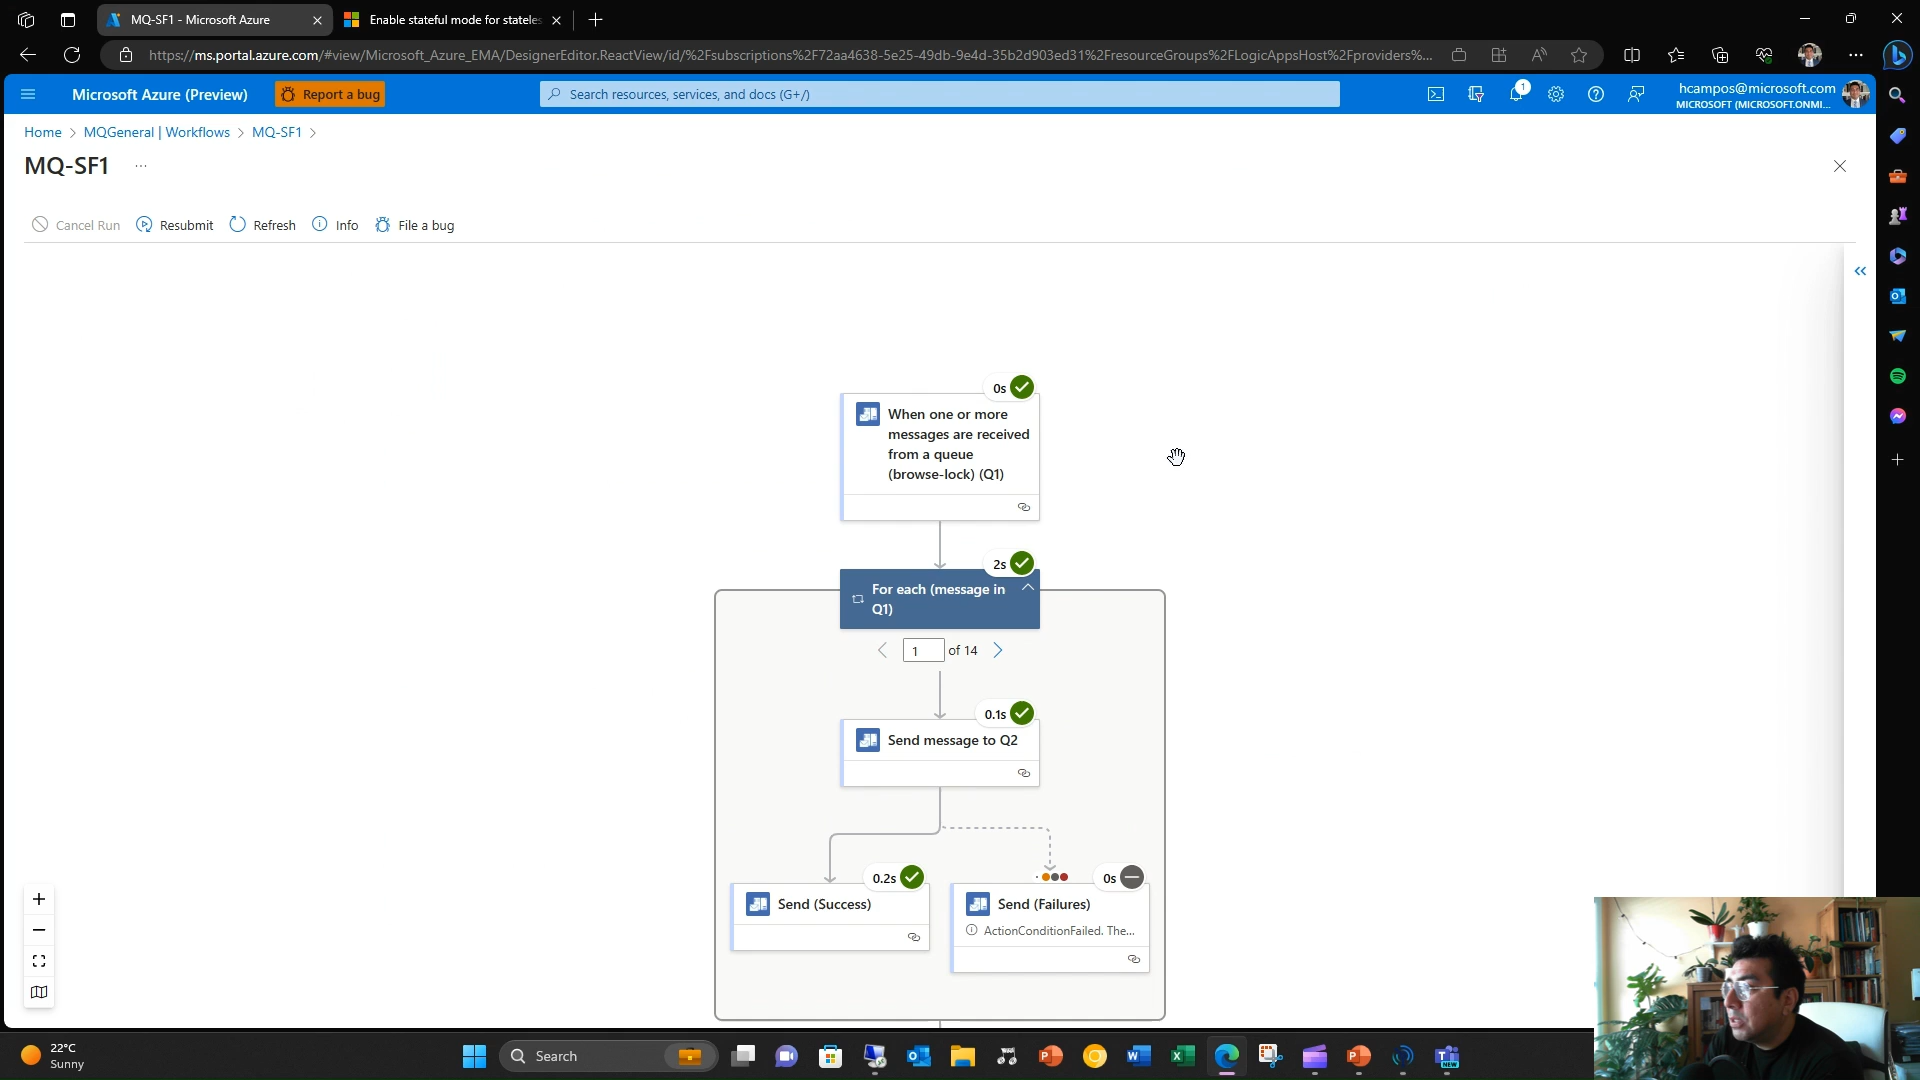 MQ-SF1 - Microsoft Azure
Enable stateful mode for stateles
https://ms.portal.azure.com/#view/Microsoft_Azure_EMA/DesignerEditor.ReactView/id/%2Fsubscriptions%2F72aa4638-5e25-49db-9e4d-35b2d903ed31%2FresourceGroups%2FLogicAppsHost%2Fproviders%...
Microsoft Azure (Preview)
Report a bug
Search resources, services, and docs (G+/)
1
hcampos@microsoft.com
MICROSOFT (MICROSOFT.ONMI...
Home > MQGeneral | Workflows > MQ-SF1 >
MQ-SF1
...
Cancel Run
Resubmit
Refresh
Info
File a bug
0s
When one or more
messages are received
from a queue
(browse-lock) (Q1)
2s
For each (message in
Q1)
1 of 14
0.1s
Send message to Q2
0.2s
Send (Success)
0s
Send (Failures)
ActionConditionFailed. The...
22°C
Sunny
Search
NEW